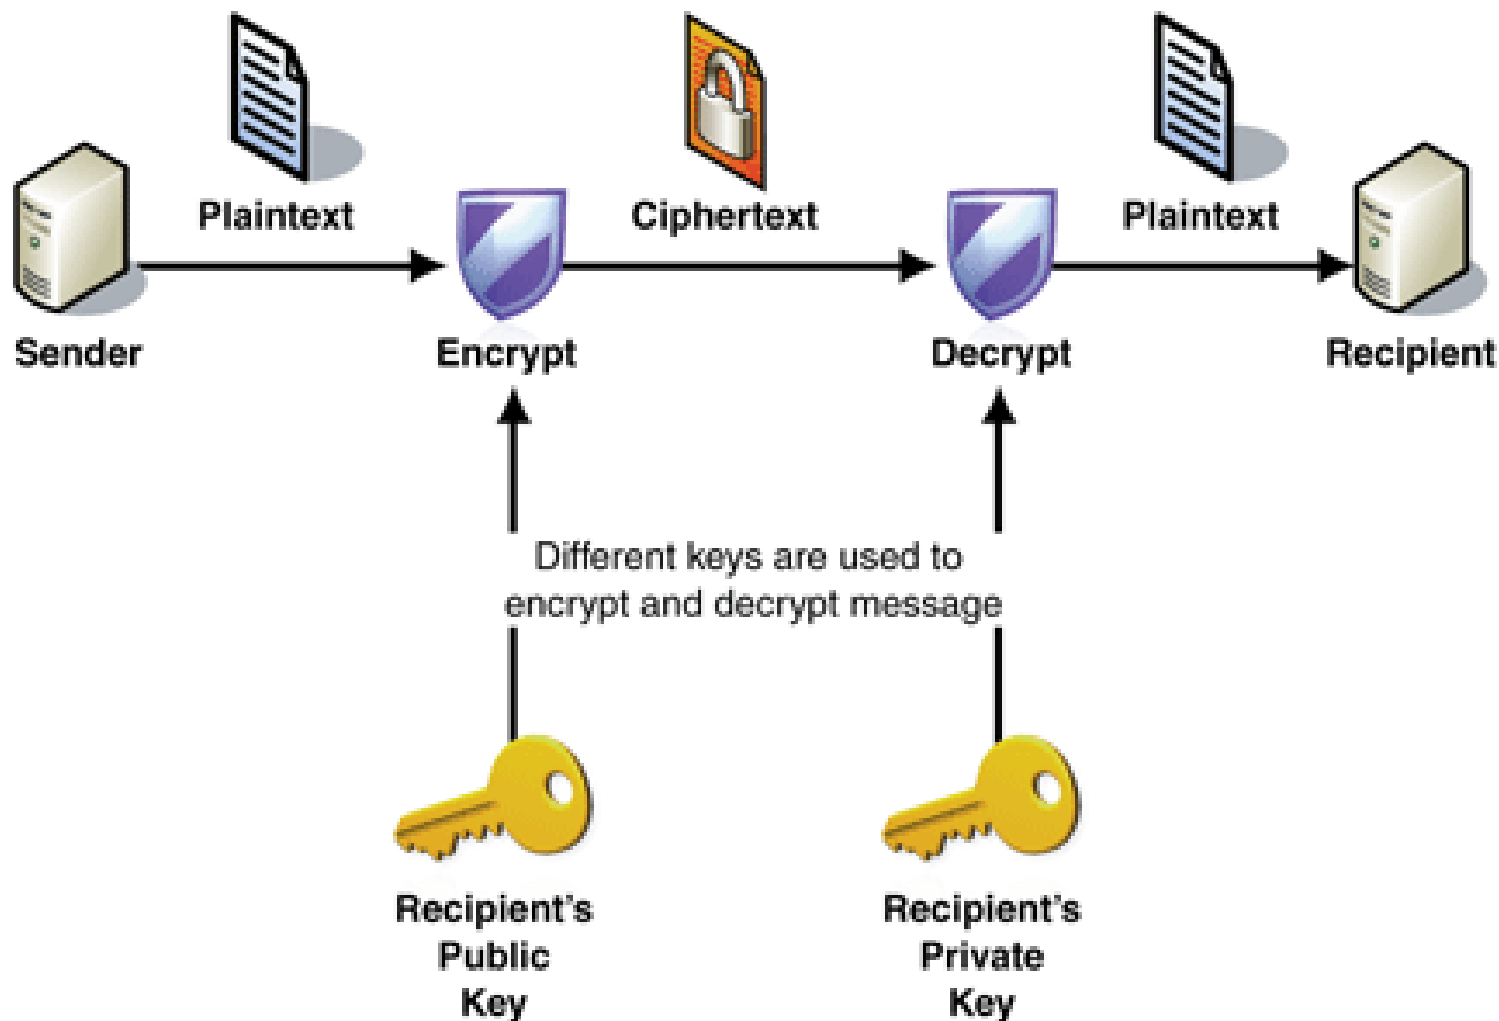 Plaintext
Ciphertext
Plaintext
Sender
Encrypt
Decrypt
Recipient
Different keys are used to
encrypt and decrypt message
Recipient's
Public
Key
Recipient's
Private
Key